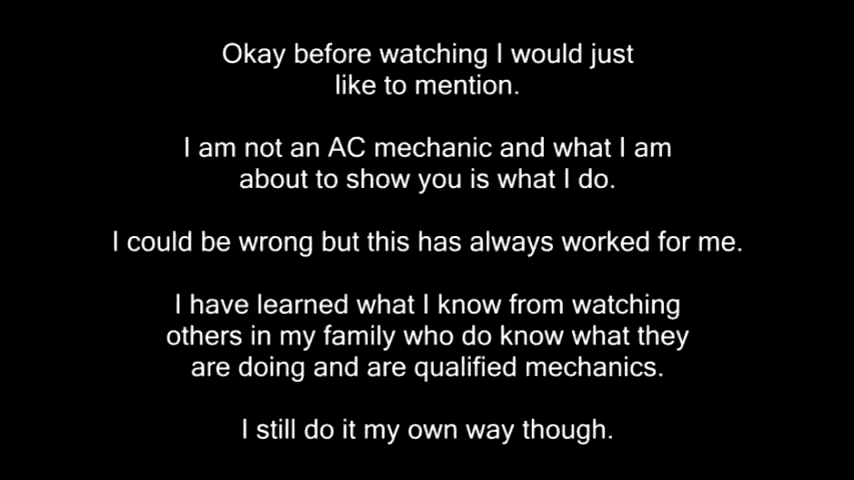 Okay before watching I would just
like to mention.
I am not an AC mechanic and what I am
about to show you is what I do.
I could be wrong but this has always worked for me.
I have learned what I know from watching
others in my family who do know what they
are doing and are qualified mechanics.
I still do it my own way though.